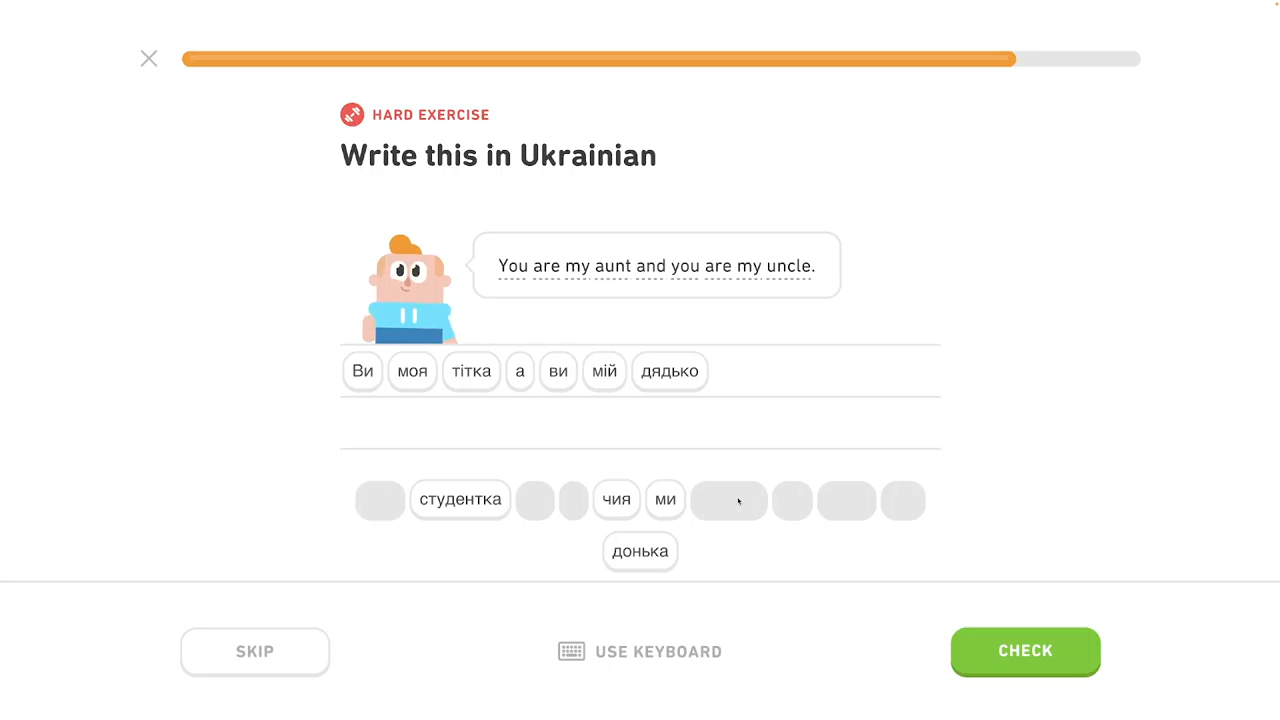 HARD EXERCISE
Write this in Ukrainian
You are my aunt and you are my uncle.
Ви моя тітка а ви мій дядько
студентка чия ми
донька
SKIP USE KEYBOARD CHECK